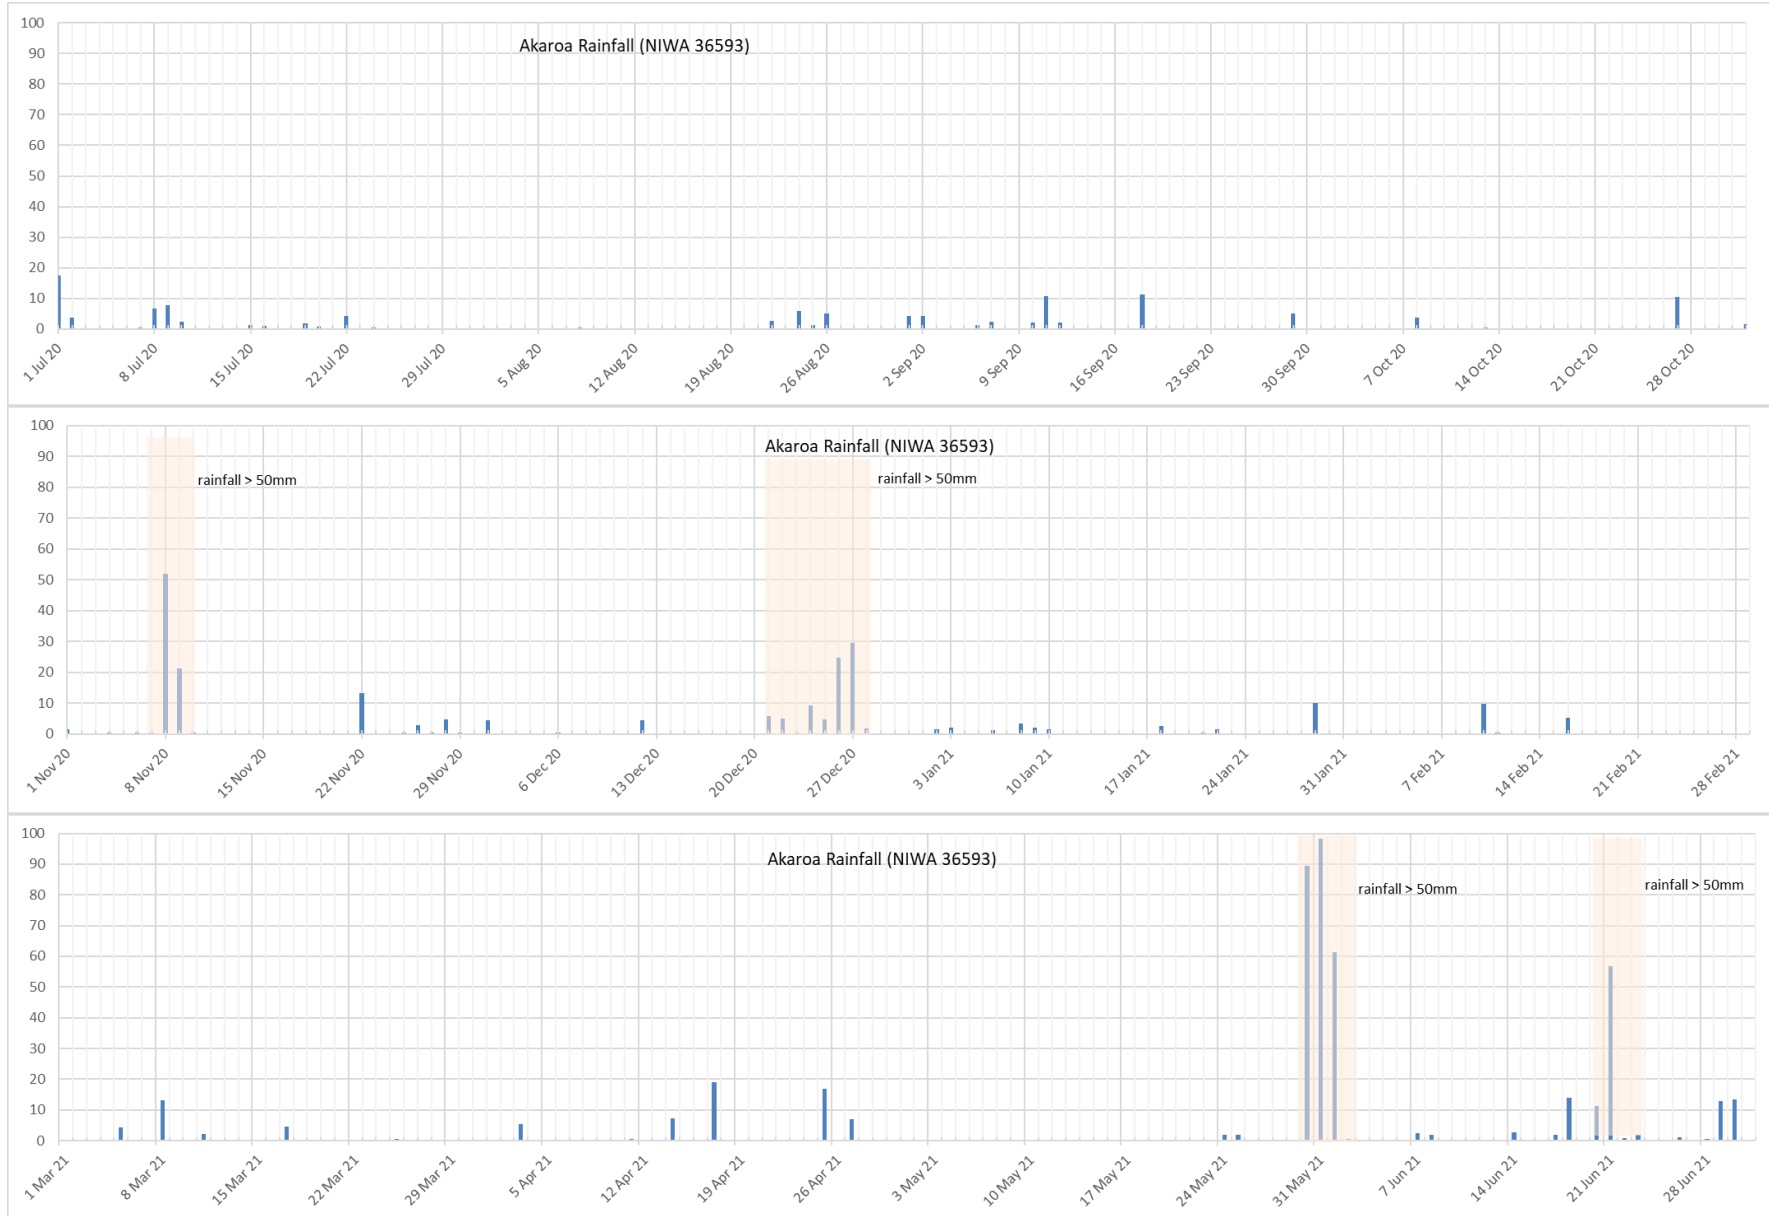 Akaroa Rainfall (NIWA 36593)
100
90
80
70
60
50
40
30
20
10
0
1 Jul 20
8 Jul 20
15 Jul 20
22 Jul 20
29 Jul 20
5 Aug 20
12 Aug 20
19 Aug 20
26 Aug 20
2 Sep 20
9 Sep 20
16 Sep 20
23 Sep 20
30 Sep 20
7 Oct 20
14 Oct 20
21 Oct 20
28 Oct 20
Akaroa Rainfall (NIWA 36593)
rainfall > 50mm
rainfall > 50mm
100
90
80
70
60
50
40
30
20
10
0
1 Nov 20
8 Nov 20
15 Nov 20
22 Nov 20
29 Nov 20
6 Dec 20
13 Dec 20
20 Dec 20
27 Dec 20
3 Jan 21
10 Jan 21
17 Jan 21
24 Jan 21
31 Jan 21
7 Feb 21
14 Feb 21
21 Feb 21
28 Feb 21
Akaroa Rainfall (NIWA 36593)
rainfall > 50mm
rainfall > 50mm
100
90
80
70
60
50
40
30
20
10
0
1 Mar 21
8 Mar 21
15 Mar 21
22 Mar 21
29 Mar 21
5 Apr 21
12 Apr 21
19 Apr 21
26 Apr 21
3 May 21
10 May 21
17 May 21
24 May 21
31 May 21
7 Jun 21
14 Jun 21
21 Jun 21
28 Jun 21